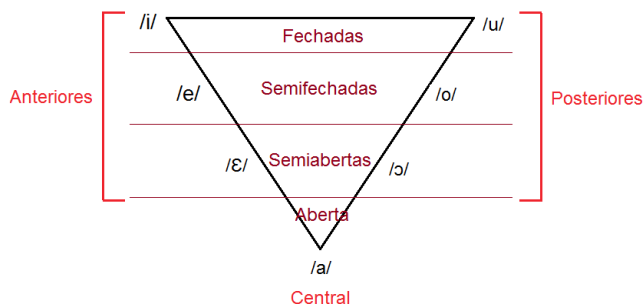 /i/ Fechadas /u/
/e/ Semifechadas /o/
Anteriores Posteriores
/Ɛ/ Semiabertas /ɔ/
Aberta
/a/
Central